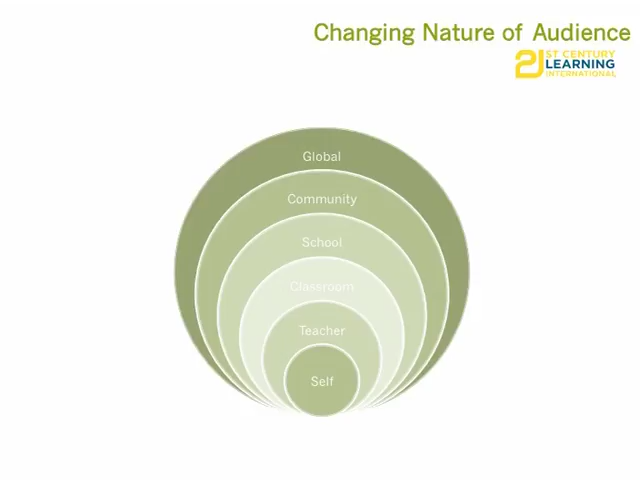 Changing Nature of Audience
21 ST CENTURY
LEARNING
INTERNATIONAL
Global
Community
School
Classroom
Teacher
Self